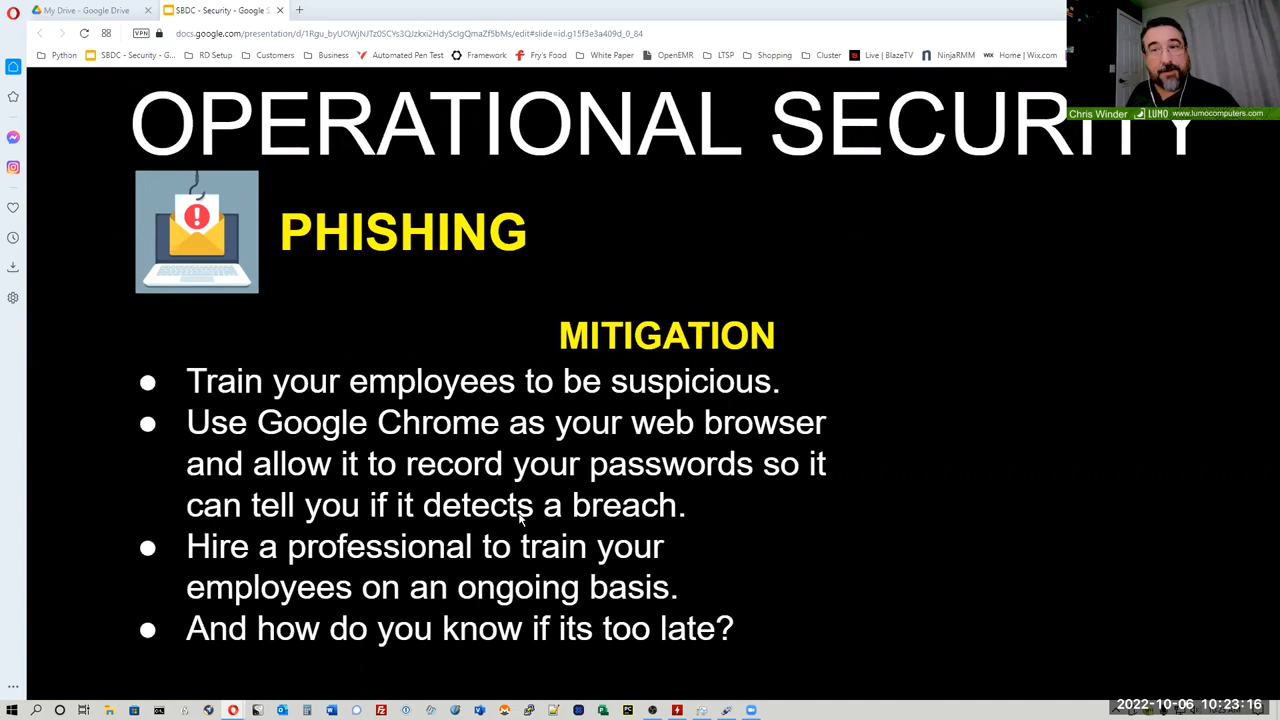 My Drive - Google Drive
SBDC - Security - Google S
VPN
docs.google.com/presentation/d/1Rgu_byUOWjNJTz0SCYs3QJzkxi2HdyScIgQmaZf5bMs/edit#slide=id.g15f3e3a409d_0_84
Python
SBDC - Security - G...
RD Setup
Customers
Business
Automated Pen Test
Framework
Fry's Food
White Paper
OpenEMR
LTSP
Shopping
Cluster
Live | BlazeTV
NinjaRMM
Home | Wix.com
Chris Winder
LUMO
www.lumocomputers.com
OPERATIONAL SECURITY
PHISHING
MITIGATION
● Train your employees to be suspicious.
● Use Google Chrome as your web browser
and allow it to record your passwords so it
can tell you if it detects a breach.
● Hire a professional to train your
employees on an ongoing basis.
● And how do you know if its too late?
2022-10-06 10:23:16